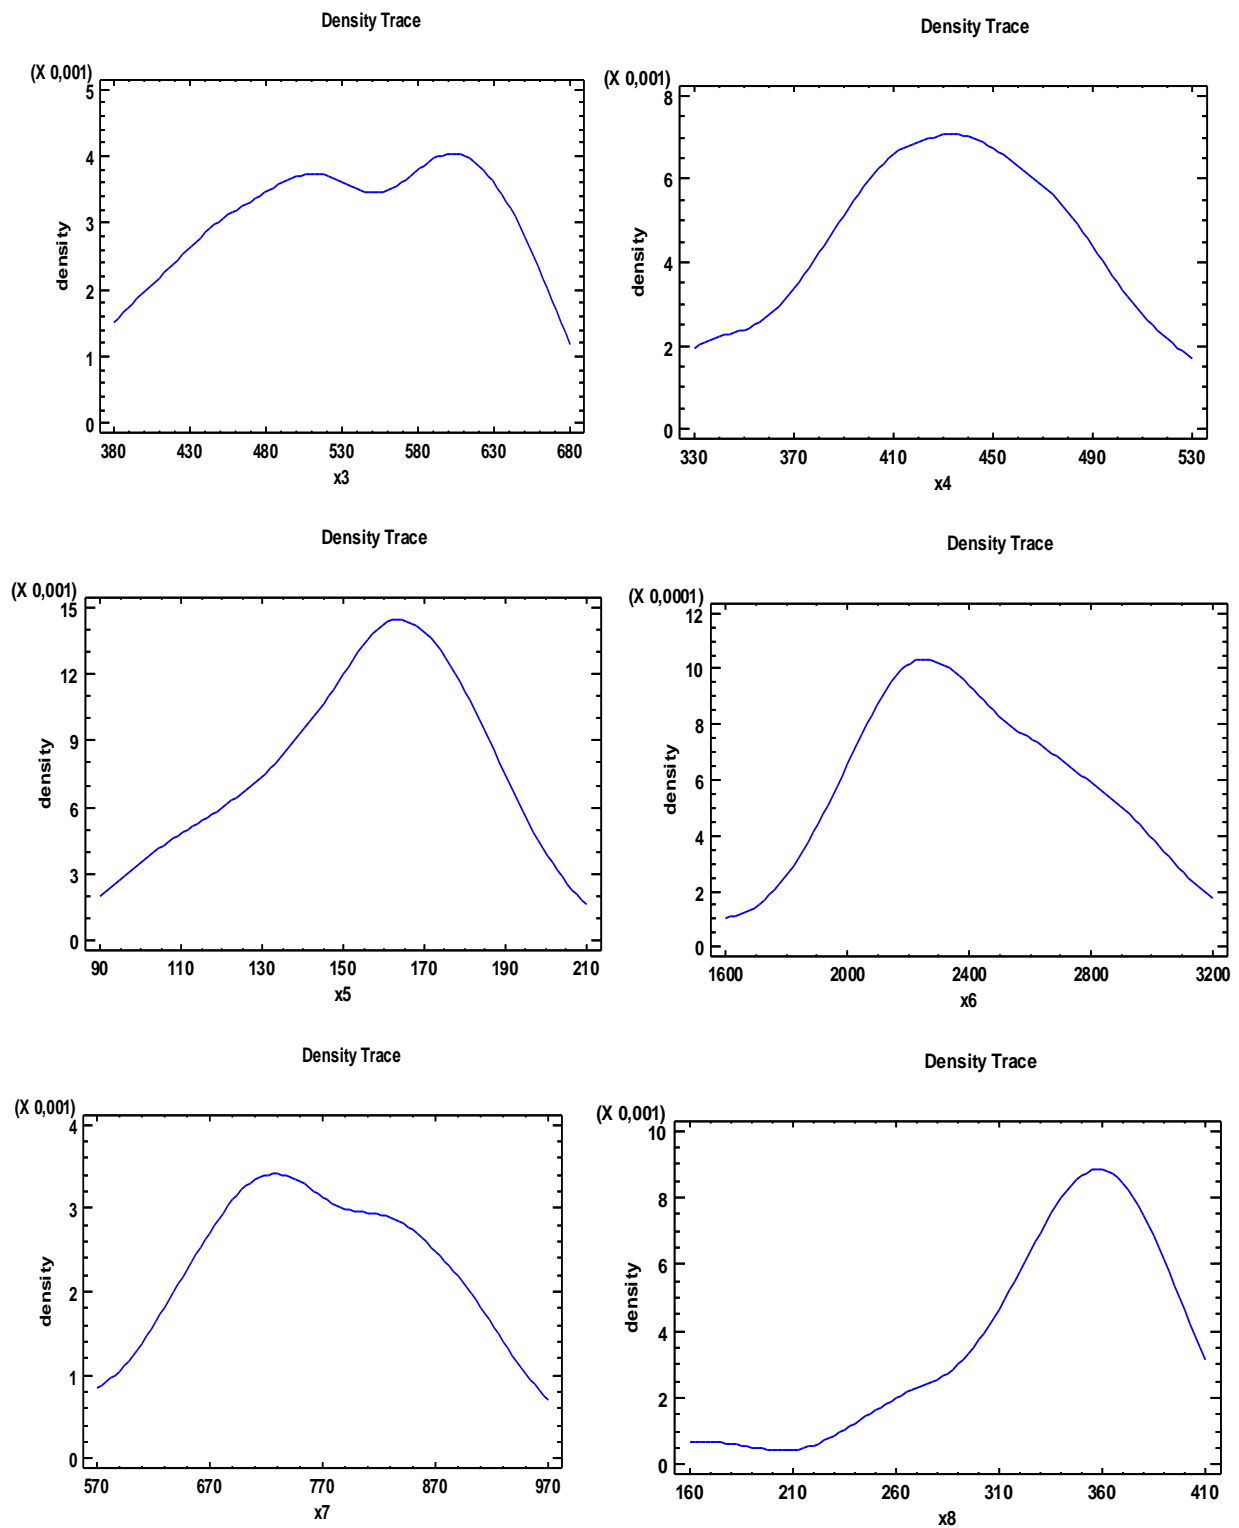 Density Trace
(X 0,001)
5
4
3
2
1
0
density
380 430 480 530 580 630 680
x3
Density Trace
(X 0,001)
8
6
4
2
0
density
330 370 410 450 490 530
x4
Density Trace
(X 0,001)
15
12
9
6
3
0
density
90 110 130 150 170 190 210
x5
Density Trace
(X 0,0001)
12
10
8
6
4
2
0
density
1600 2000 2400 2800 3200
x6
Density Trace
(X 0,001)
4
3
2
1
0
density
570 670 770 870 970
x7
Density Trace
(X 0,001)
10
8
6
4
2
0
density
160 210 260 310 360 410
x8